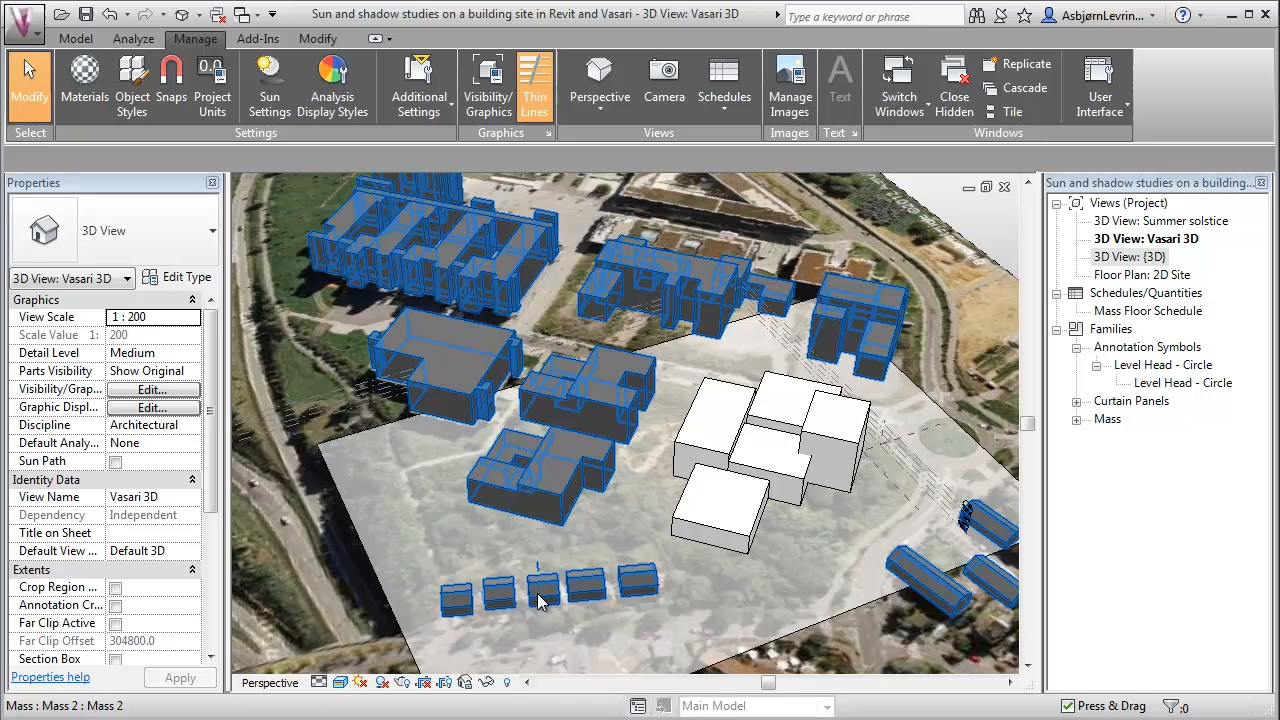 Sun and shadow studies on a building site in Revit and Vasari - 3D View: Vasari 3D
Type a keyword or phrase
AsbjørnLevrin...
Model Analyze Manage Add-Ins Modify
Modify
Materials
Object Styles
Snaps
Project Units
Sun Settings
Analysis Display Styles
Additional Settings
Visibility/ Graphics
Thin Lines
Perspective
Camera
Schedules
Manage Images
Text
Switch Windows
Close Hidden
Replicate
Cascade
Tile
User Interface
Select Settings Graphics Views Images Text Windows
Properties
3D View
3D View: Vasari 3D Edit Type
Graphics
View Scale 1 : 200
Scale Value 1: 200
Detail Level Medium
Parts Visibility Show Original
Visibility/Grap... Edit...
Graphic Displ... Edit...
Discipline Architectural
Default Analy... None
Sun Path
Identity Data
View Name Vasari 3D
Dependency Independent
Title on Sheet
Default View ... Default 3D
Extents
Crop Region ...
Annotation Cr...
Far Clip Active
Far Clip Offset 304800.0
Section Box
Properties help Apply
Perspective
Sun and shadow studies on a building...
Views (Project)
3D View: Summer solstice
3D View: Vasari 3D
3D View: {3D}
Floor Plan: 2D Site
Schedules/Quantities
Mass Floor Schedule
Families
Annotation Symbols
Level Head - Circle
Level Head - Circle
Curtain Panels
Mass
Mass : Mass 2 : Mass 2
Main Model
Press & Drag
:0